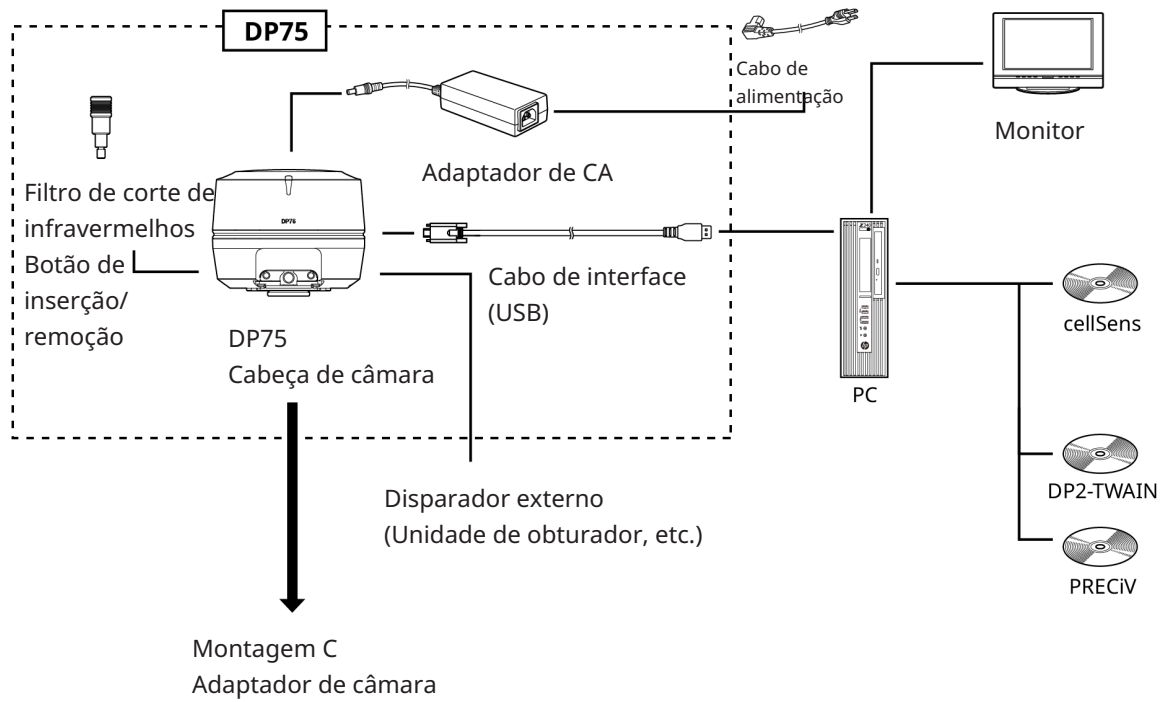 DP75
Cabo de
alimentação
Monitor
Adaptador de CA
Filtro de corte de
infravermelhos
Botão de
inserção/
remoção
DP75
Cabo de interface
(USB)
DP75
Cabeça de câmara
cellSens
PC
Disparador externo
(Unidade de obturador, etc.)
DP2-TWAIN
PRECiV
Montagem C
Adaptador de câmara